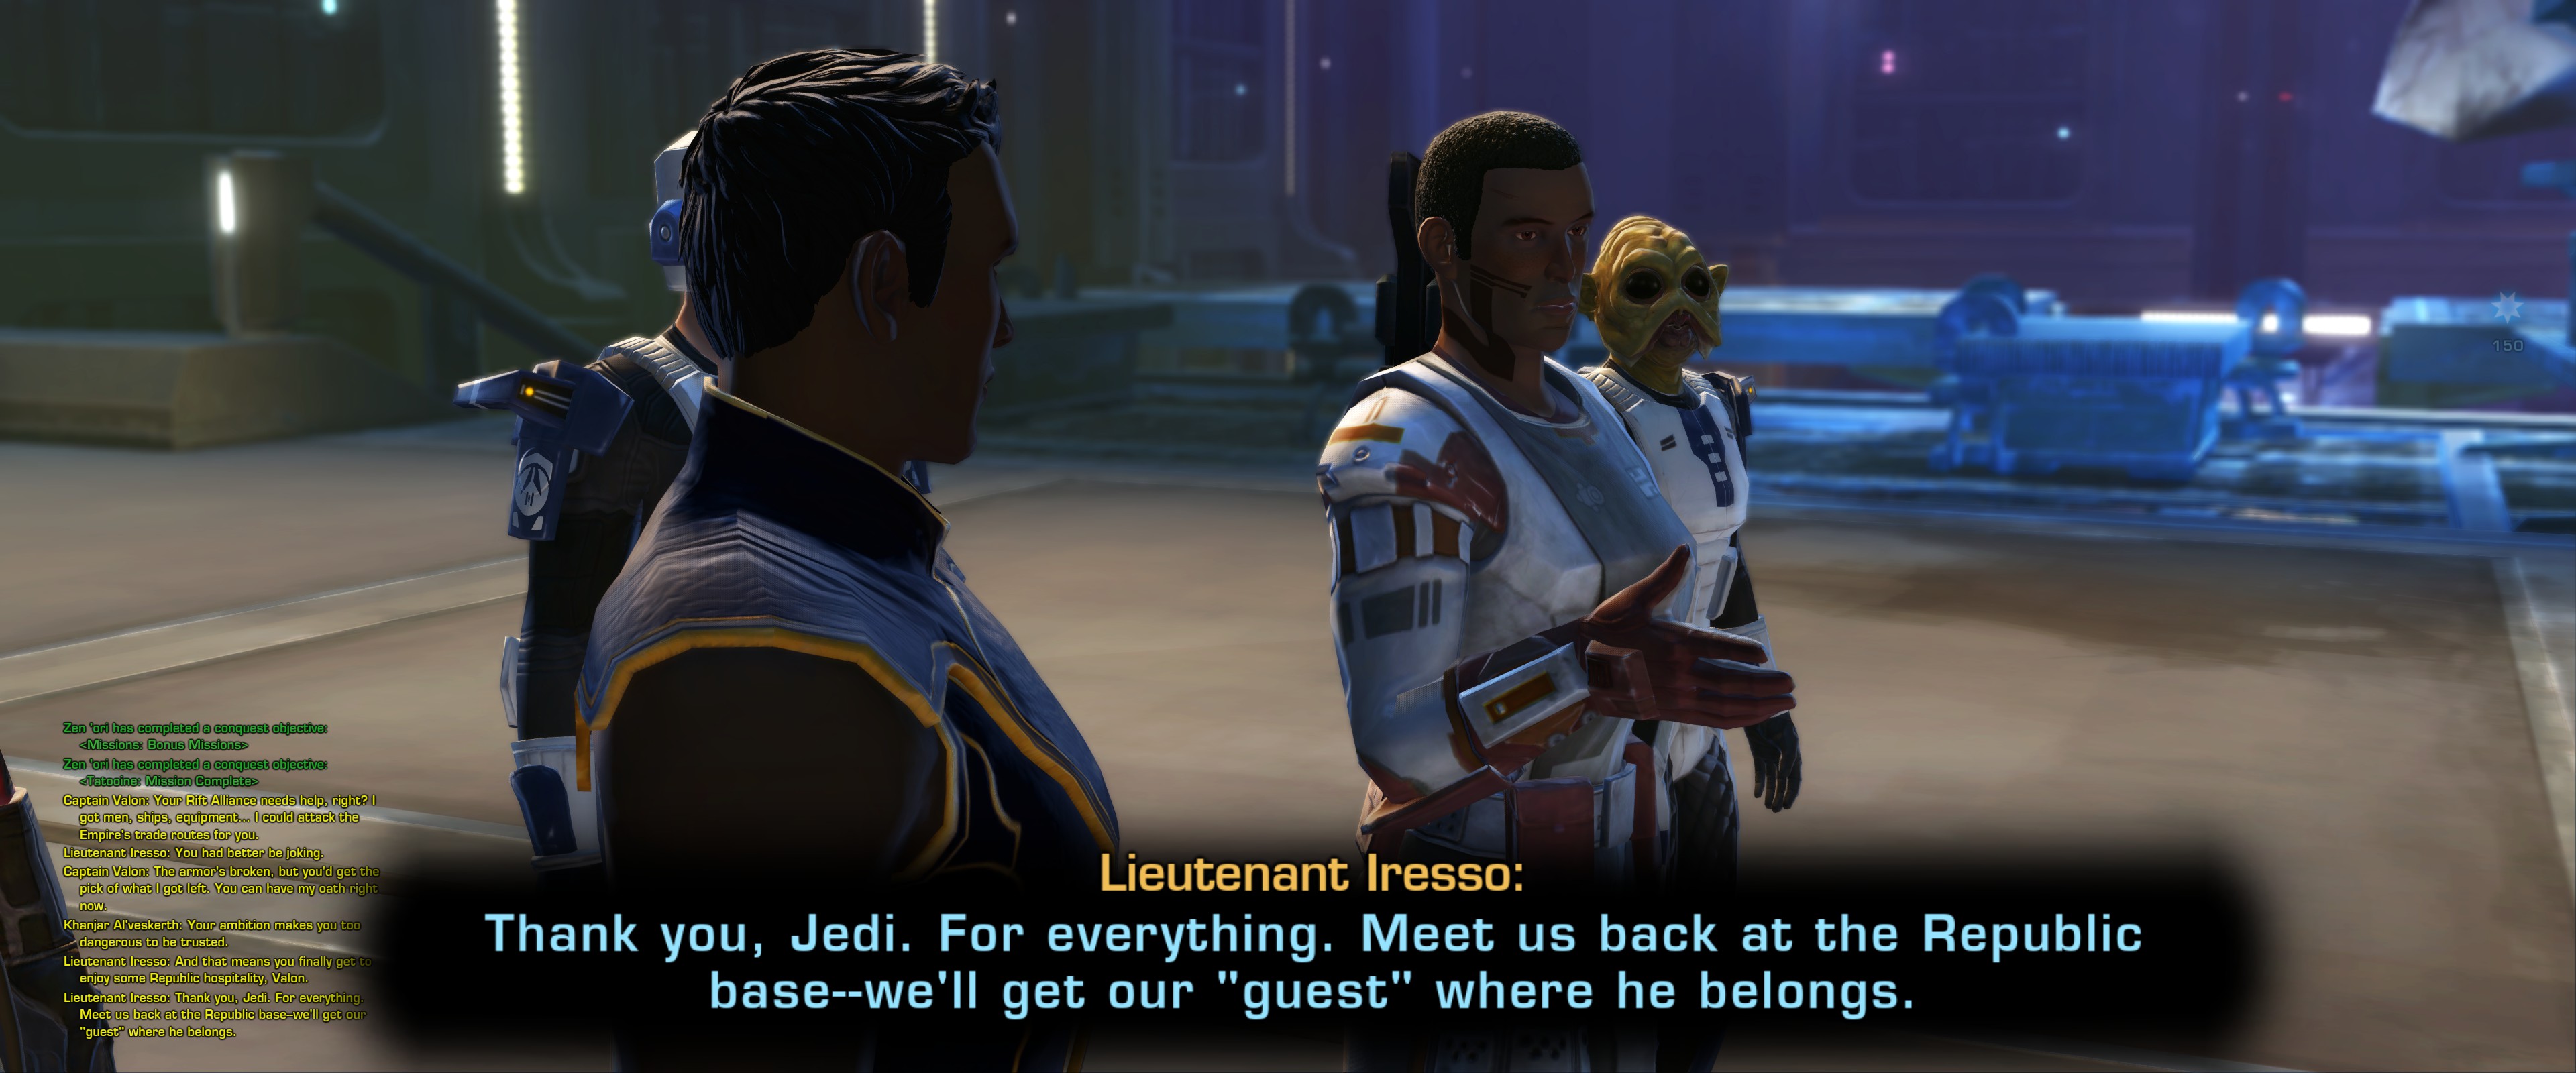 150
Zen 'ori has completed a conquest objective:
<Missions: Bonus Missions>
Zen 'ori has completed a conquest objective:
<Tatooine: Mission Complete>
Captain Valon: Your Rift Alliance needs help, right? I
got men, ships, equipment... I could attack the
Empire's trade routes for you.
Lieutenant Iresso: You had better be joking.
Captain Valon: The armor's broken, but you'd get the
pick of what I got left. You can have my oath right
now.
Khanjar Al'veskerth: Your ambition makes you too
dangerous to be trusted.
Lieutenant Iresso: And that means you finally get to
enjoy some Republic hospitality, Valon.
Lieutenant Iresso: Thank you, Jedi. For everything.
Meet us back at the Republic base--we'll get our
"guest" where he belongs.
Lieutenant Iresso:
Thank you, Jedi. For everything. Meet us back at the Republic
base--we'll get our "guest" where he belongs.